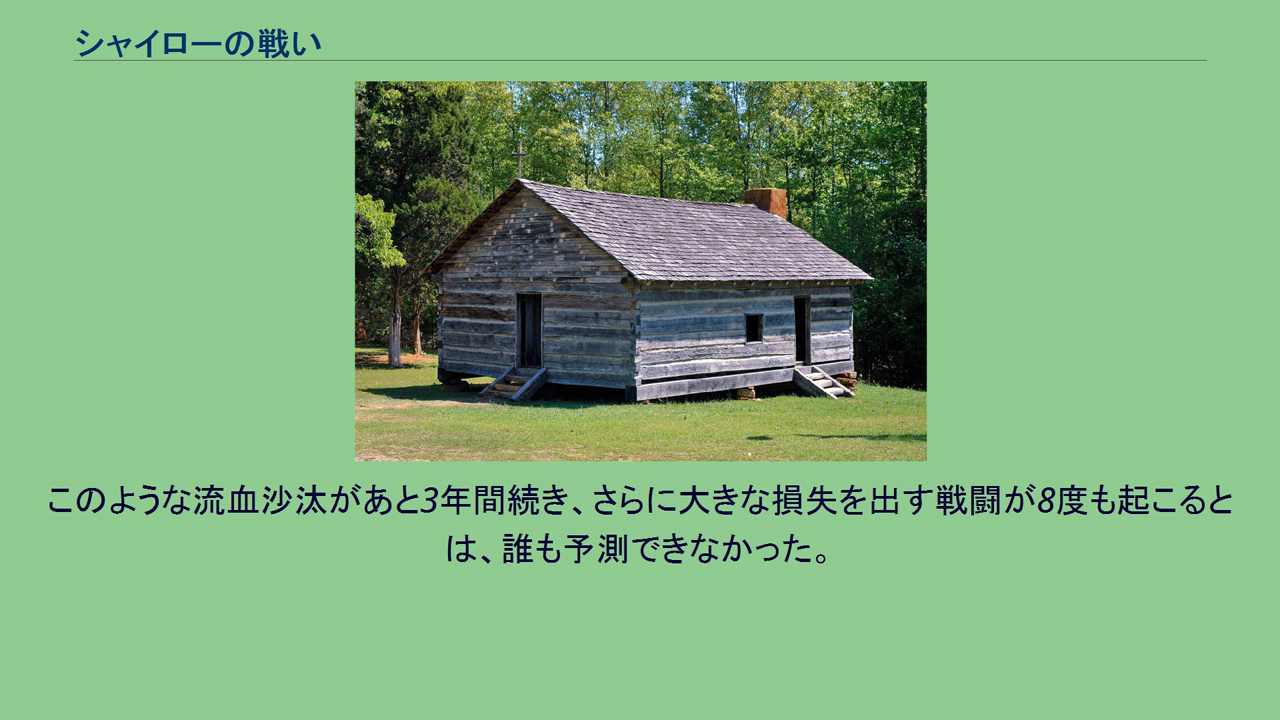 シャイローの戦い
このような流血沙汰があと3年間続き、さらに大きな損失を出す戦闘が8度も起こると
は、誰も予測できなかった。